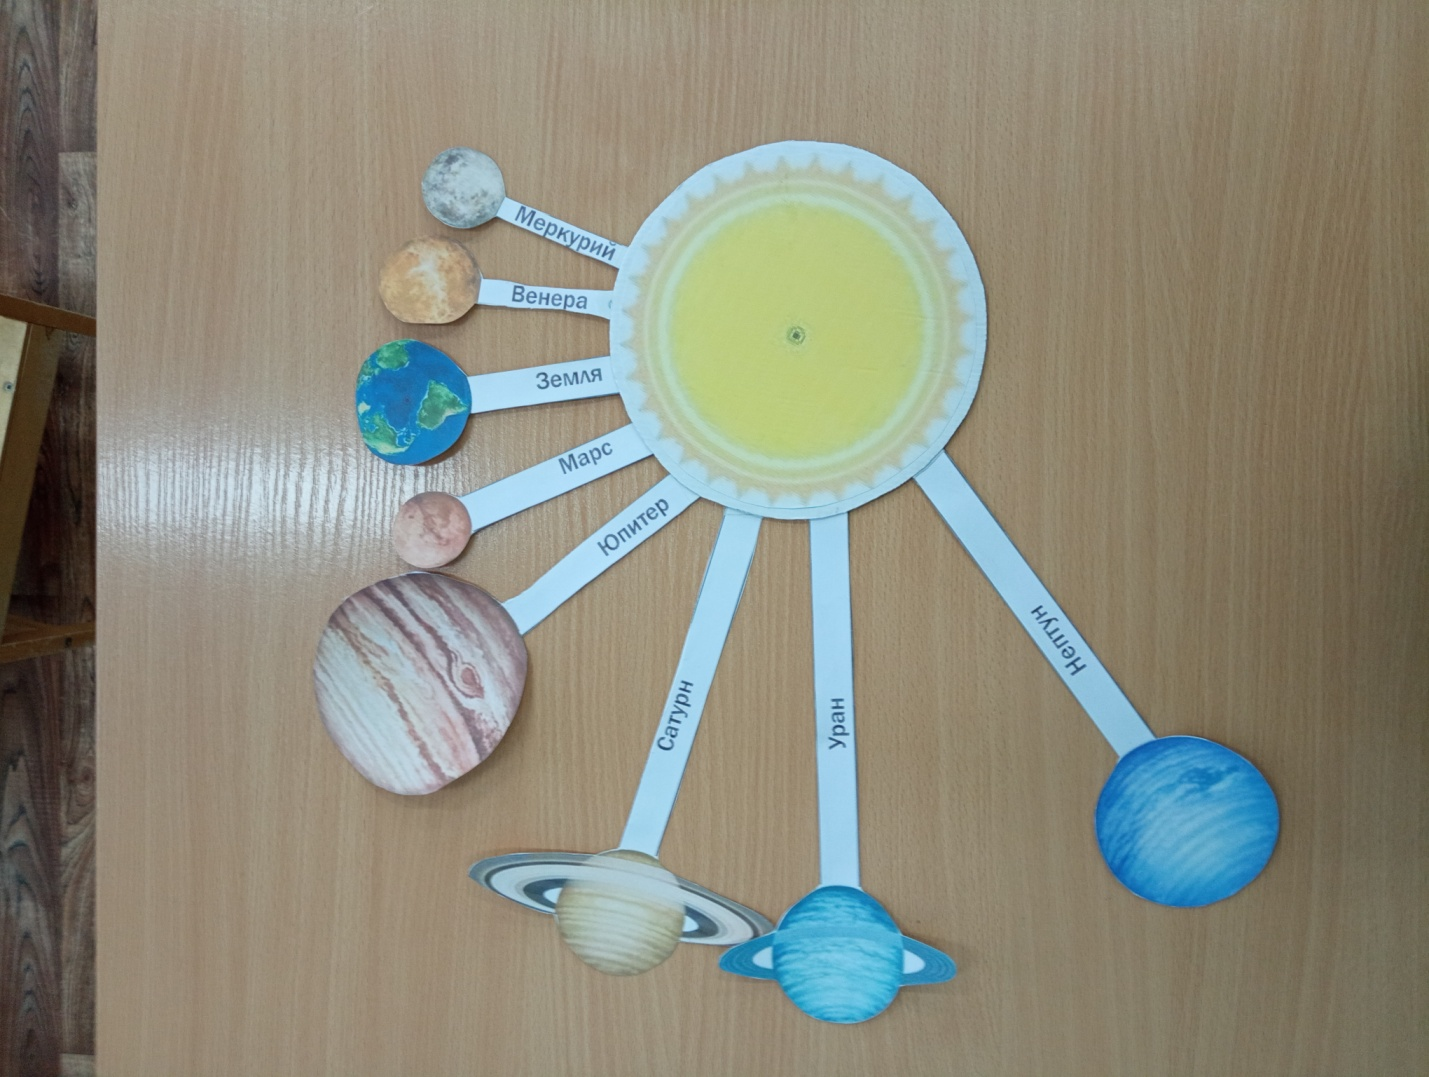 Меркурий
Венера
Земля
Марс
Юпитер
Сатурн
Уран
Нептун